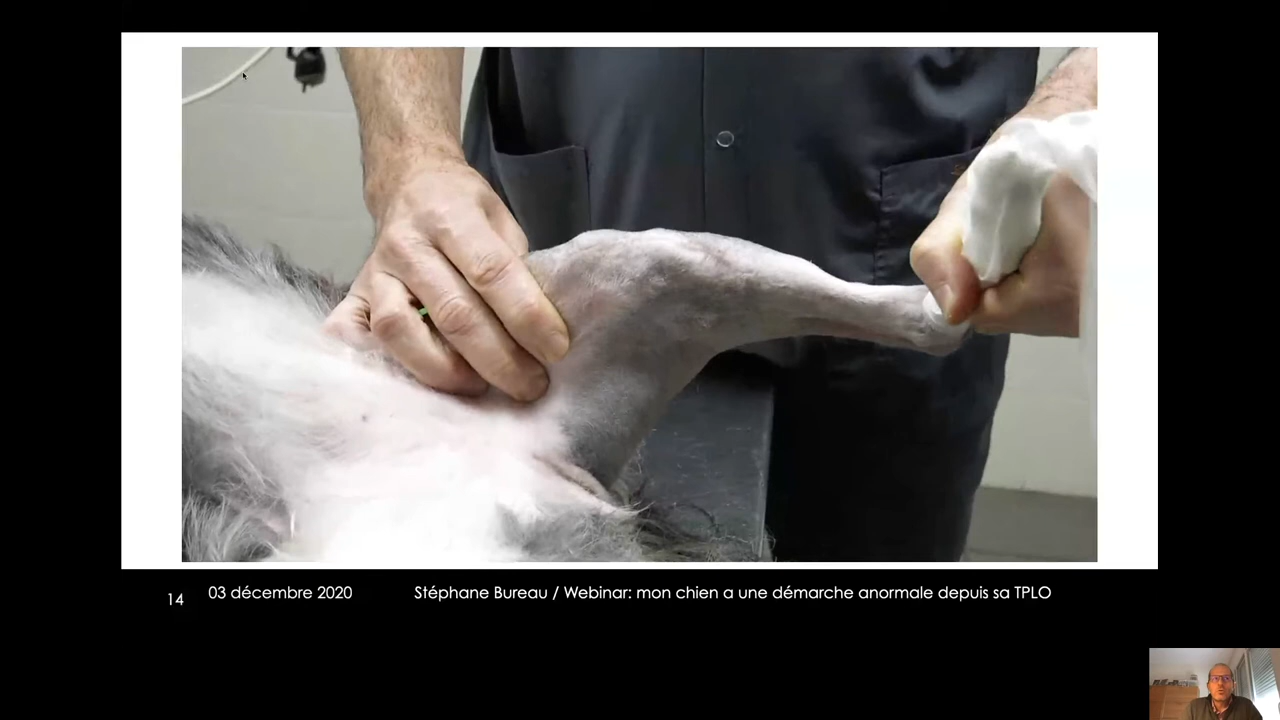 14
03 décembre 2020
Stéphane Bureau / Webinar: mon chien a une démarche anormale depuis sa TPLO